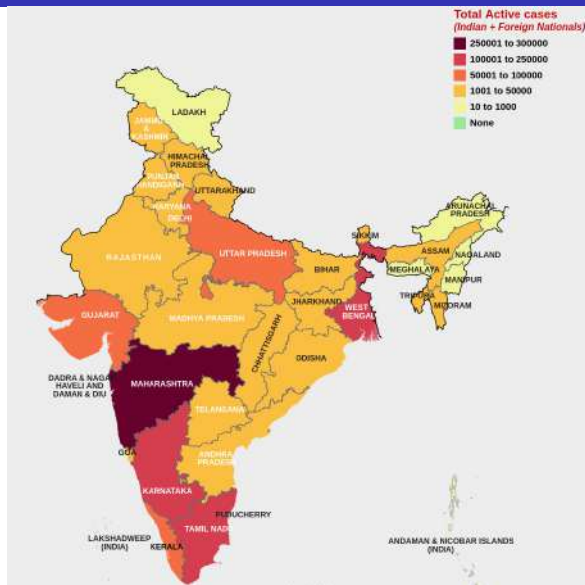 Total Active cases
(Indian + Foreign Nationals)
250001 to 300000
100001 to 250000
50001 to 100000
1001 to 50000
10 to 1000
None
LADAKH
JAMMU
&
KASHMIR
HIMACHAL
PRADESH
PUNJAB
CHANDIGARH
UTTARAKHAND
HARYANA
DELHI
ARUNACHAL
PRADESH
SIKKIM
UTTAR PRADESH
ASSAM
NAGALAND
RAJASTHAN
BIHAR
MEGHALAYA
MANIPUR
TRIPURA
MIZORAM
JHARKHAND
WEST
BENGAL
GUJARAT
MADHYA PRADESH
CHHATTISGARH
ODISHA
DADRA & NAGA
HAVELI AND
DAMAN & DIU
MAHARASHTRA
TELANGANA
GOA
ANDHRA
PRADESH
KARNATAKA
PUDUCHERRY
TAMIL NADU
LAKSHADWEEP
(INDIA)
KERALA
ANDAMAN & NICOBAR ISLANDS
(INDIA)